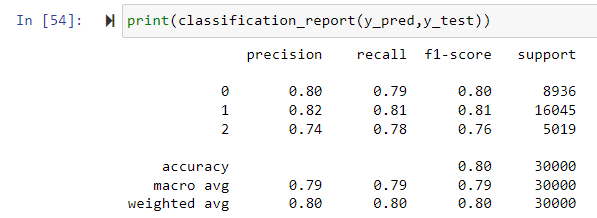 In [54]: print(classification_report(y_pred,y_test))
precision recall f1-score support
0 0.80 0.79 0.80 8936
1 0.82 0.81 0.81 16045
2 0.74 0.78 0.76 5019
accuracy 0.80 30000
macro avg 0.79 0.79 0.79 30000
weighted avg 0.80 0.80 0.80 30000